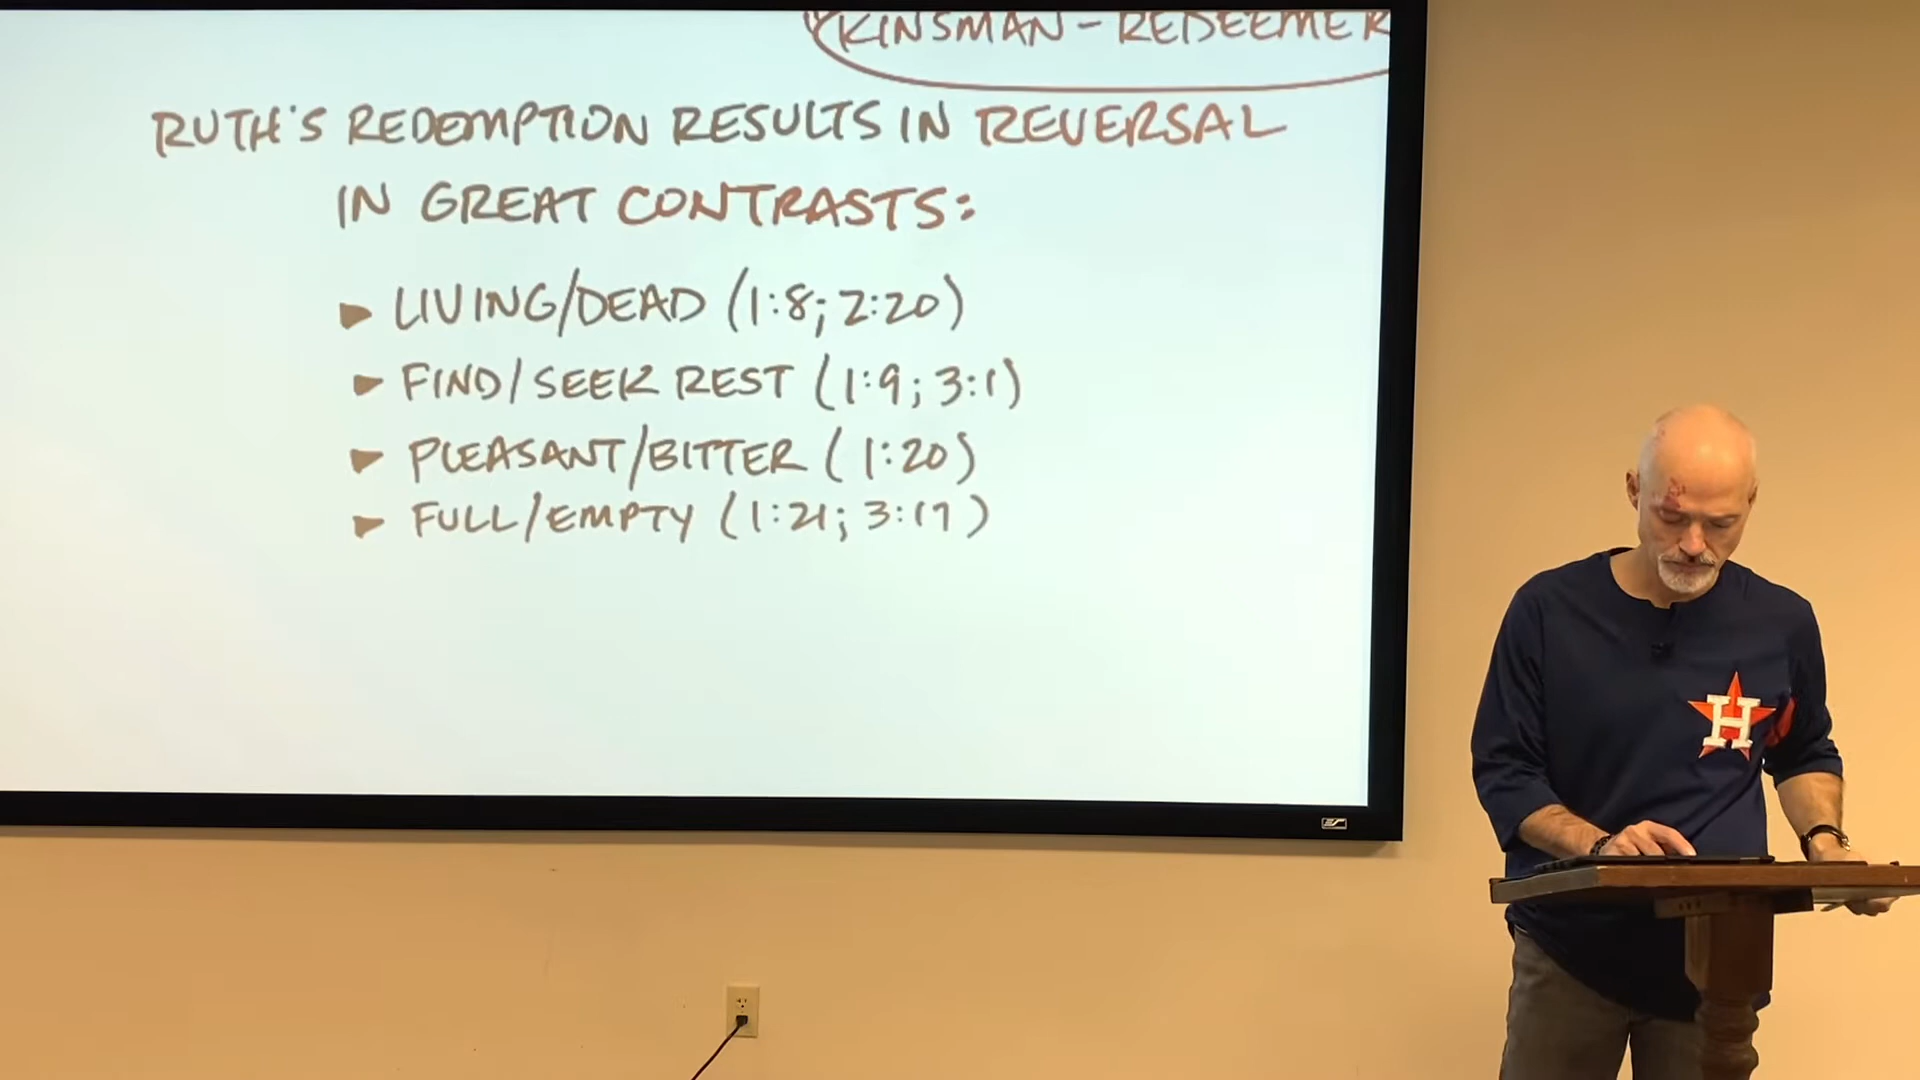 KINSMAN-REDEEMER
RUTH'S REDEMPTION RESULTS IN REVERSAL
IN GREAT CONTRASTS:
► LIVING/DEAD (1:8; 2:20)
► FIND/SEEK REST (1:9; 3:1)
► PLEASANT/BITTER (1:20)
► FULL/EMPTY (1:21; 3:17)
H